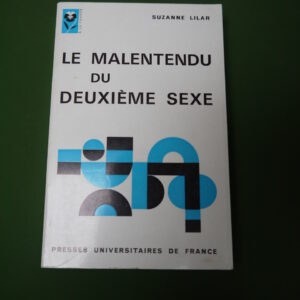 SUZANNE LILAR
LE MALENTENDU
DU
DEUXIÈME SEXE
PRESSES UNIVERSITAIRES DE FRANCE